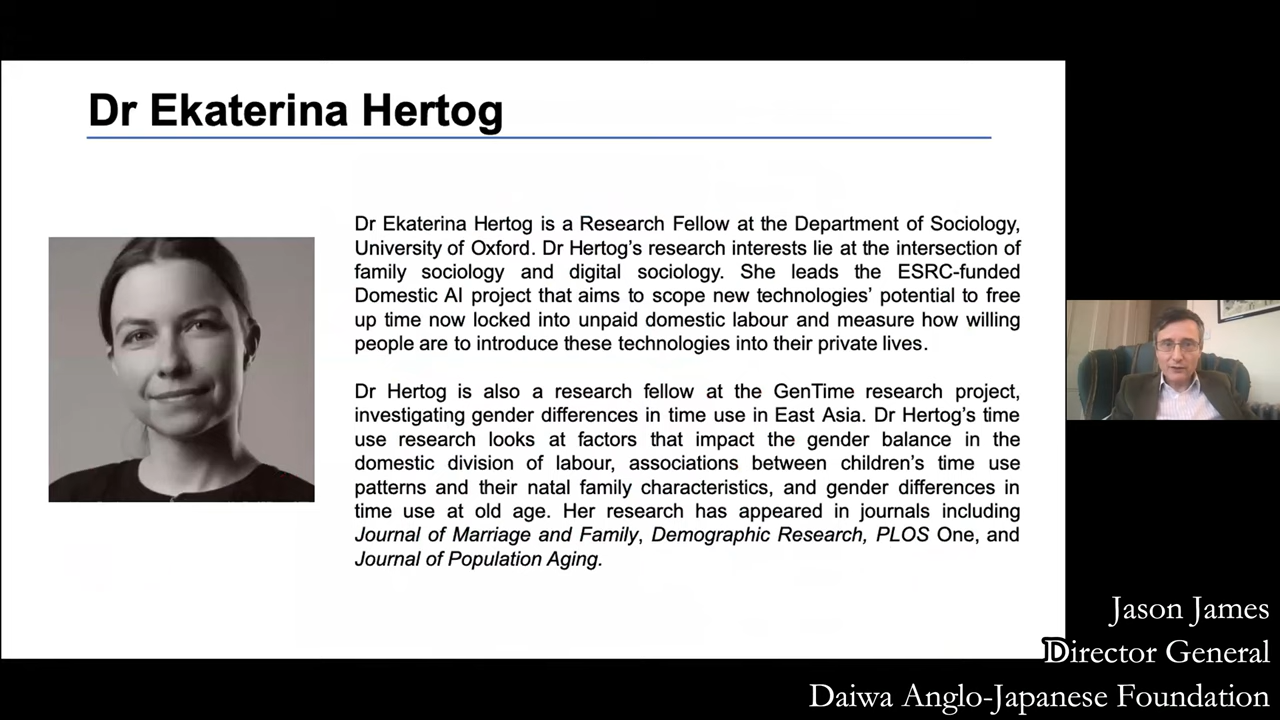 Dr Ekaterina Hertog
Dr Ekaterina Hertog is a Research Fellow at the Department of Sociology,
University of Oxford. Dr Hertog’s research interests lie at the intersection of
family sociology and digital sociology. She leads the ESRC-funded
Domestic AI project that aims to scope new technologies’ potential to free
up time now locked into unpaid domestic labour and measure how willing
people are to introduce these technologies into their private lives.
Dr Hertog is also a research fellow at the GenTime research project,
investigating gender differences in time use in East Asia. Dr Hertog’s time
use research looks at factors that impact the gender balance in the
domestic division of labour, associations between children’s time use
patterns and their natal family characteristics, and gender differences in
time use at old age. Her research has appeared in journals including
Journal of Marriage and Family, Demographic Research, PLOS One, and
Journal of Population Aging.
Jason James
Director General
Daiwa Anglo-Japanese Foundation